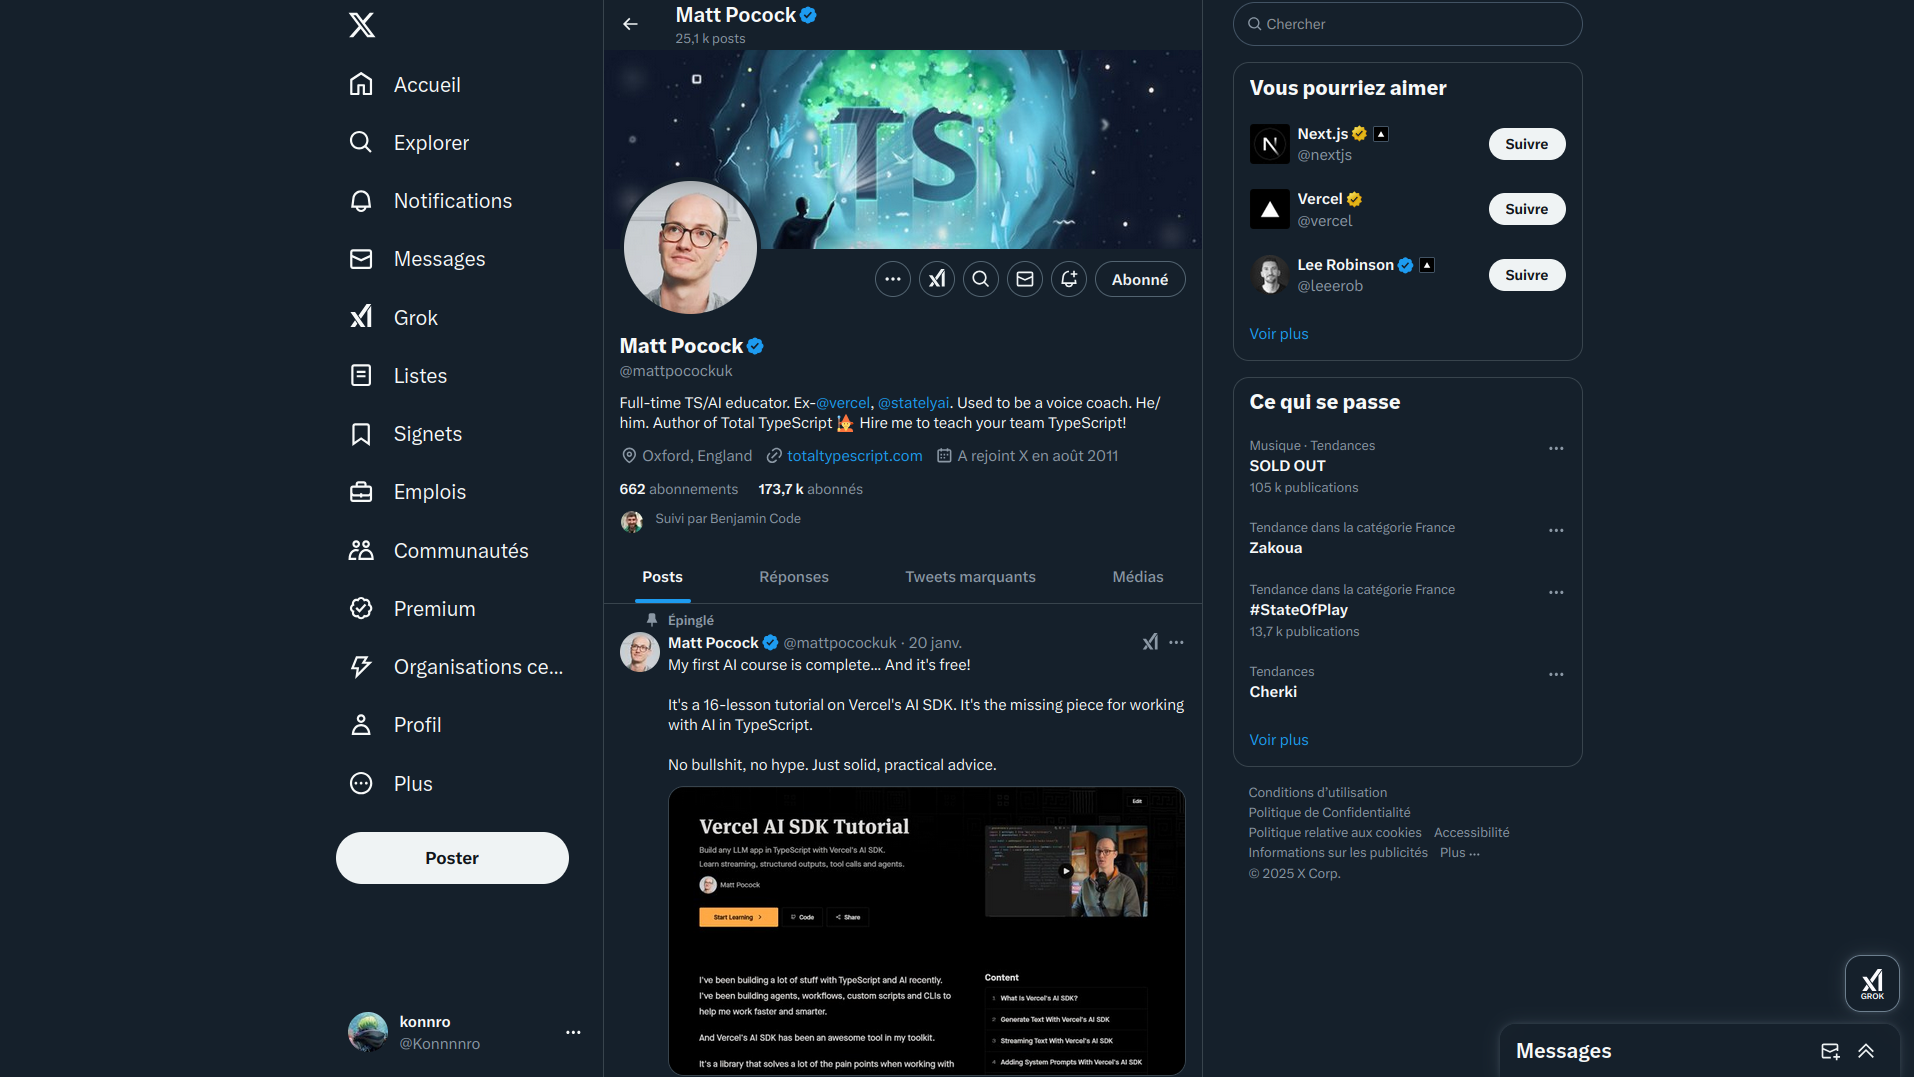 Accueil
Explorer
Notifications
Messages
Grok
Listes
Signets
Emplois
Communautés
Premium
Organisations ce...
Profil
Plus
Poster
konnro
@Konnnnro
Matt Pocock
25,1 k posts
TS
Abonné
Matt Pocock
@mattpocockuk
Full-time TS/AI educator. Ex-@vercel, @statelyai. Used to be a voice coach. He/
him. Author of Total TypeScript Hire me to teach your team TypeScript!
Oxford, England totaltypescript.com A rejoint X en août 2011
662 abonnements 173,7 k abonnés
Suivi par Benjamin Code
Posts Réponses Tweets marquants Médias
Épinglé
Matt Pocock @mattpocockuk · 20 janv.
My first AI course is complete... And it's free!
It's a 16-lesson tutorial on Vercel's AI SDK. It's the missing piece for working
with AI in TypeScript.
No bullshit, no hype. Just solid, practical advice.
Edit
Vercel AI SDK Tutorial
Build any LLM app in TypeScript with Vercel's AI SDK.
Learn streaming, structured outputs, tool calls and agents.
Matt Pocock
Start Learning > Code Share
I've been building a lot of stuff with TypeScript and AI recently.
I've been building agents, workflows, custom scripts and CLIs to
help me work faster and smarter.
And Vercel's AI SDK has been an awesome tool in my toolkit.
It's a library that solves a lot of the pain points when working with
Content
1 What Is Vercel's AI SDK?
2 Generate Text With Vercel's AI SDK
3 Streaming Text With Vercel's AI SDK
4 Adding System Prompts With Vercel's AI SDK
Chercher
Vous pourriez aimer
Next.js
@nextjs
Suivre
Vercel
@vercel
Suivre
Lee Robinson
@leeerob
Suivre
Voir plus
Ce qui se passe
Musique · Tendances
SOLD OUT
105 k publications
Tendance dans la catégorie France
Zakoua
Tendance dans la catégorie France
#StateOfPlay
13,7 k publications
Tendances
Cherki
Voir plus
Conditions d’utilisation
Politique de Confidentialité
Politique relative aux cookies Accessibilité
Informations sur les publicités Plus ···
© 2025 X Corp.
GROK
Messages